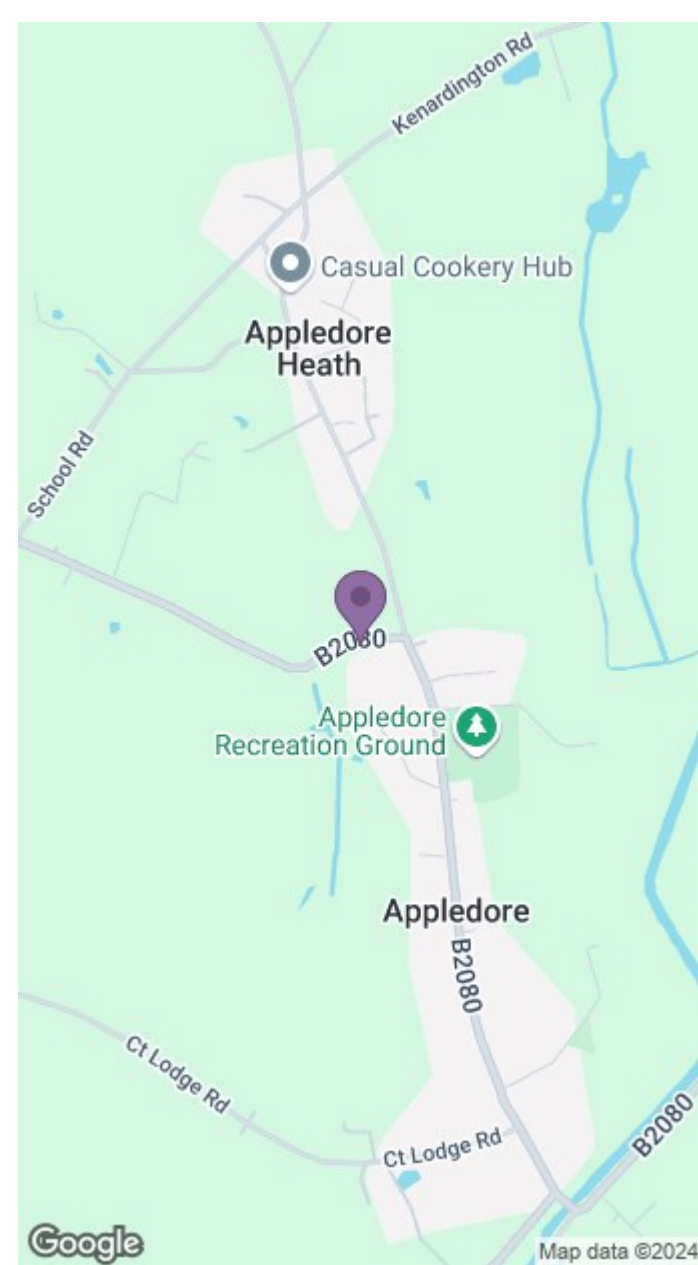 Kenardington Rd
Casual Cookery Hub
Appledore
Heath
School Rd
B2080
Appledore
Recreation Ground
Appledore
B2080
Ct Lodge Rd
B2080
Ct Lodge Rd
Google
Map data ©2024